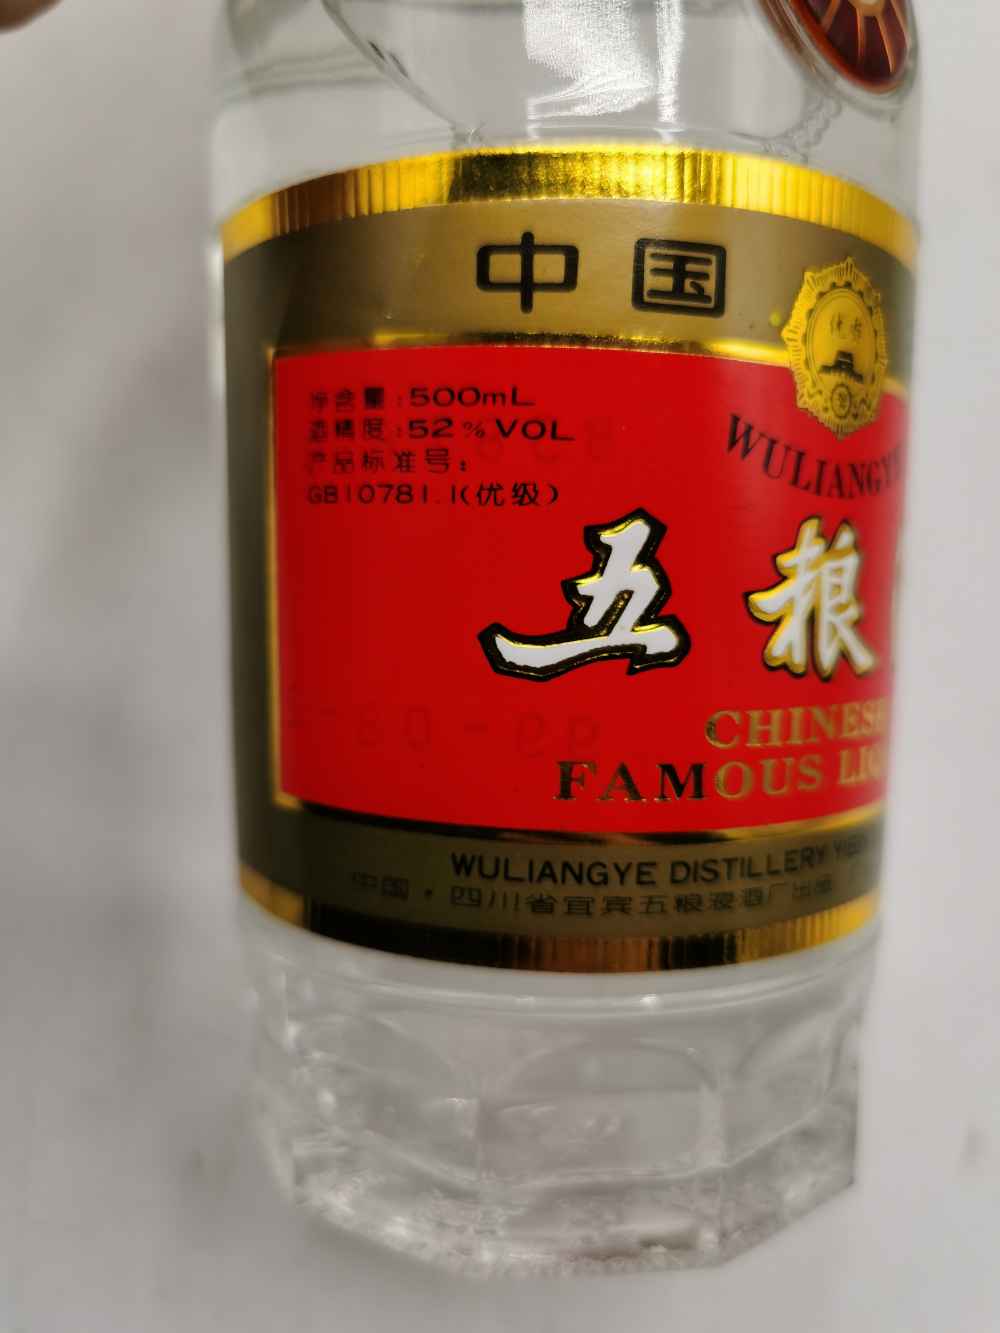 中国
净含量:500mL
酒精度:52%VOL
产品标准号:
GB10781.1(优级)
WULIANGYE
五粮
CHINESE
FAMOUS
WULIANGYE DISTILLERY
中国·四川省宜宾五粮液酒厂出品